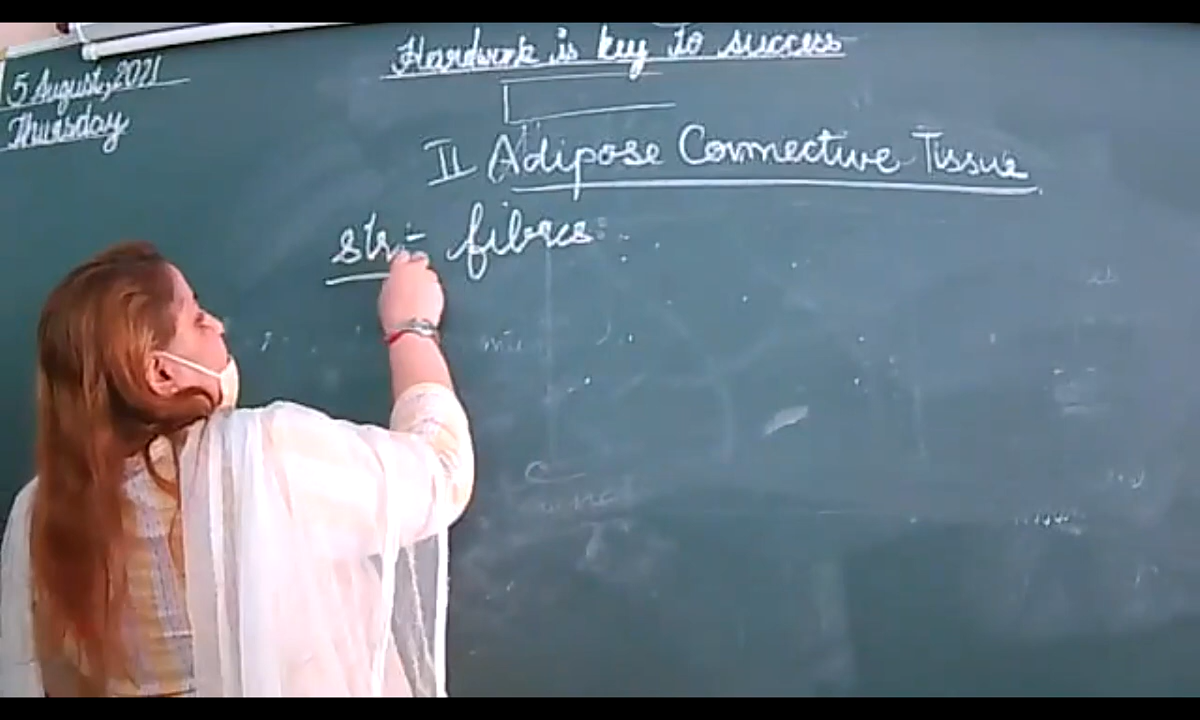 Hardwork is key to success
5 August, 2021
Thursday
II Adipose Connective Tissue
str:- fibres: